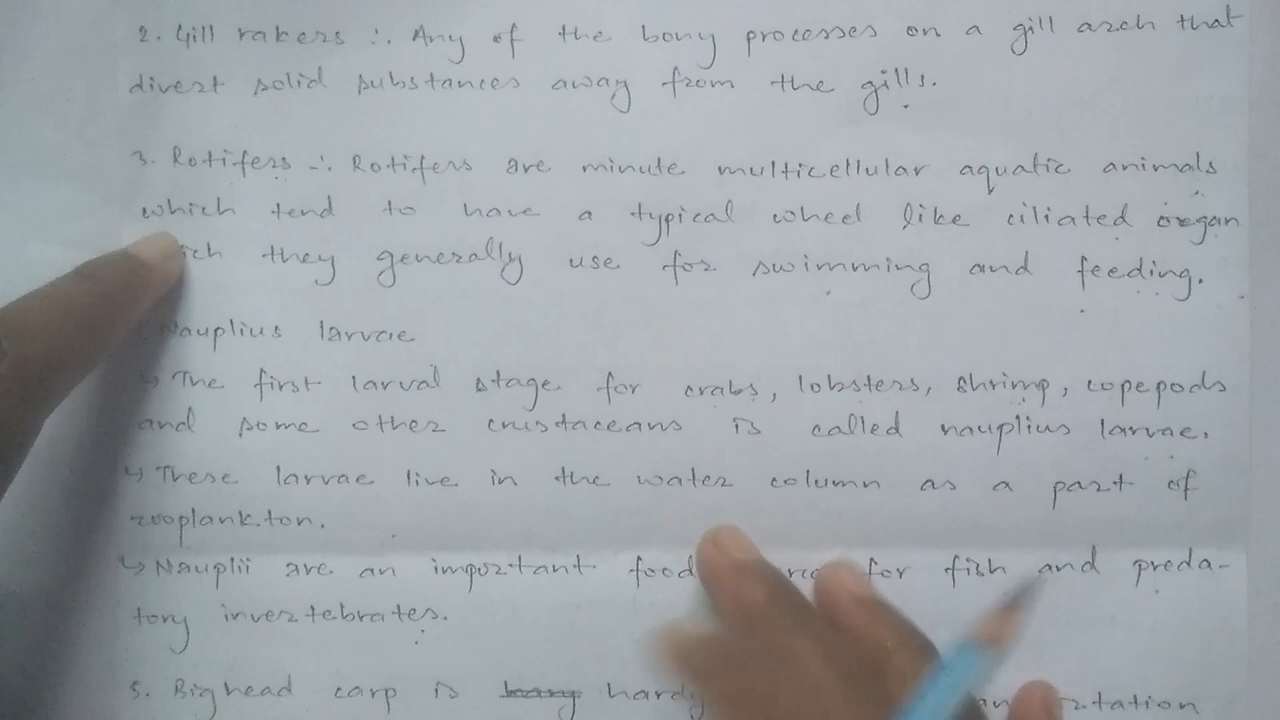 2. Gill rakers :. Any of the bony processes on a gill arch that
divert solid substances away from the gills.
3. Rotifers :. Rotifers are minute multicellular aquatic animals
which tend to have a typical wheel like ciliated organ
they generally use for swimming and feeding.
Nauplius larvae
↳ The first larval stage for crabs, lobsters, shrimp, copepods
and some other crustaceans is called nauplius larvae.
↳ These larvae live in the water column as a part of
zooplankton.
↳ Nauplii are an important food for fish and preda-
tory invertebrates.
5. Bighead carp is hardy